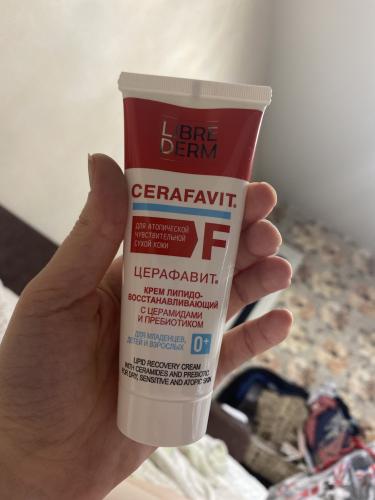 LIBRE
DERM
CERAFAVIT.
ДЛЯ АТОПИЧЕСКОЙ
ЧУВСТВИТЕЛЬНОЙ
СУХОЙ КОЖИ
F
ЦЕРАФАВИТ®
КРЕМ ЛИПИДО-
ВОССТАНАВЛИВАЮЩИЙ
С ЦЕРАМИДАМИ
И ПРЕБИОТИКОМ
ДЛЯ МЛАДЕНЦЕВ,
ДЕТЕЙ И ВЗРОСЛЫХ
0+
LIPID RECOVERY CREAM
WITH CERAMIDES AND PREBIOTIC
FOR DRY, SENSITIVE AND ATOPIC SKIN